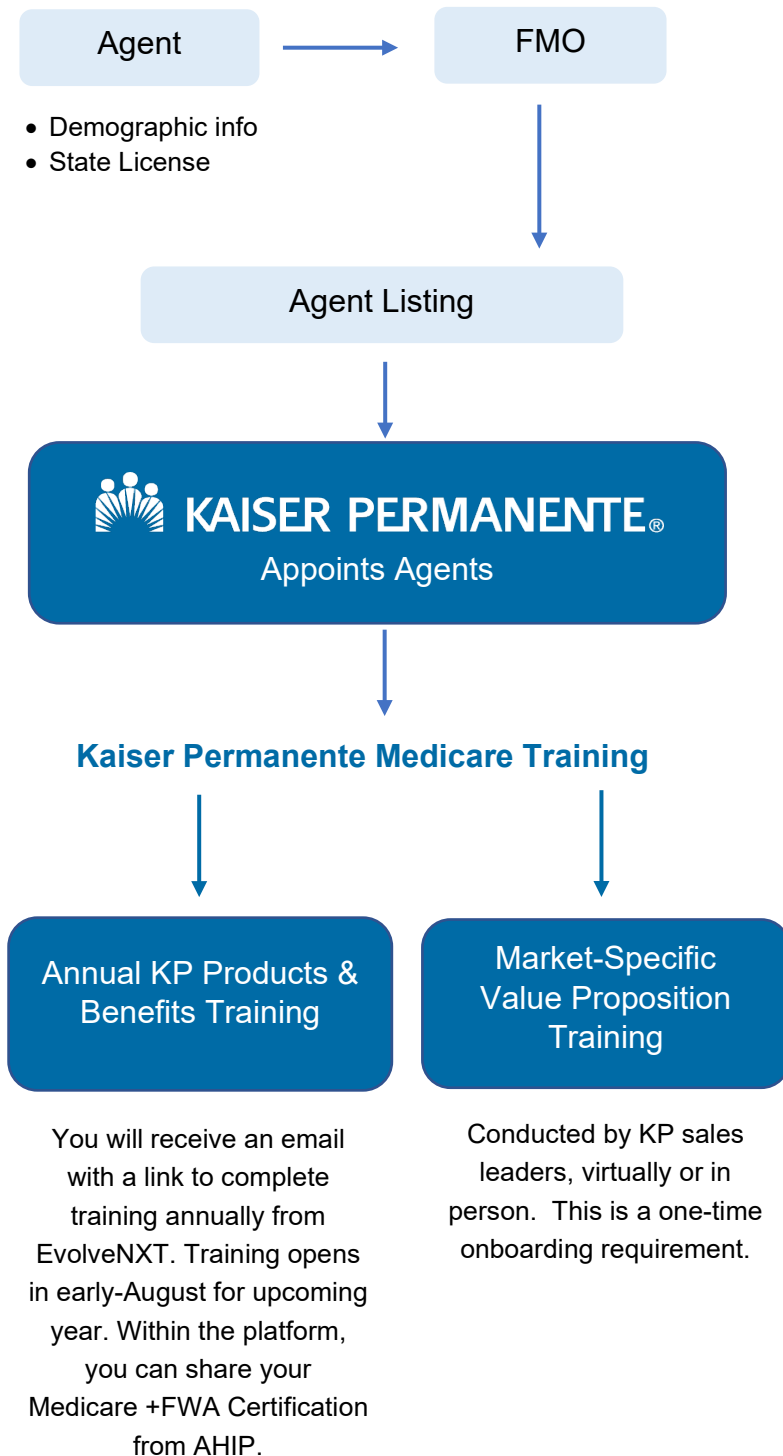 Agent
FMO
• Demographic info
• State License
Agent Listing
KAISER PERMANENTE®
Appoints Agents
Kaiser Permanente Medicare Training
Annual KP Products &
Benefits Training
You will receive an email
with a link to complete
training annually from
EvolveNXT. Training opens
in early-August for upcoming
year. Within the platform,
you can share your
Medicare +FWA Certification
from AHIP.
Market-Specific
Value Proposition
Training
Conducted by KP sales
leaders, virtually or in
person.  This is a one-time
onboarding requirement.